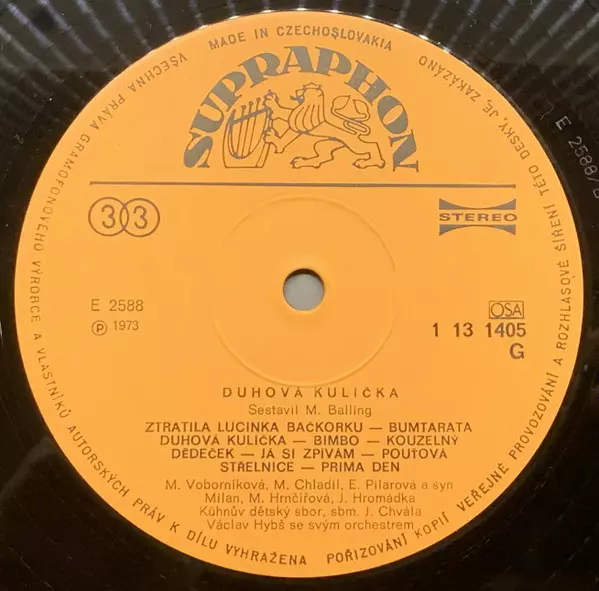 MADE IN CZECHOSLOVAKIA
VŠECHNA PRÁVA GRAMOFONOVÉHO VÝROBCE A VLASTNÍKŮ AUTORSKÝCH PRÁV K DÍLU VYHRAŽENA
POŘIZOVÁNÍ KOPIÍ VEŘEJNÉ PROVOZOVÁNÍ A ROZHLASOVÉ ŠÍŘENÍ TÉTO DESKY, JE ZAKÁZÁNO
SUPRAPHON
33
STEREO
E 2588
Ⓟ 1973
OSA
1 13 1405
G
DUHOVÁ KULIČKA
Sestavil M. Balling
ZTRATILA LUCINKA BAČKORKU — BUMTARATA
DUHOVÁ KULIČKA — BIMBO — KOUZELNÝ
DĚDEČEK — JÁ SI ZPÍVÁM — POUŤOVÁ
STŘELNICE — PRIMA DEN
M. Voborníková, M. Chladil, E. Pilarová a syn
Milan, M. Hrnčířová, J. Hromádka
Kühnův dětský sbor, sbm. J. Chvála
Václav Hybš se svým orchestrem
E 2588/